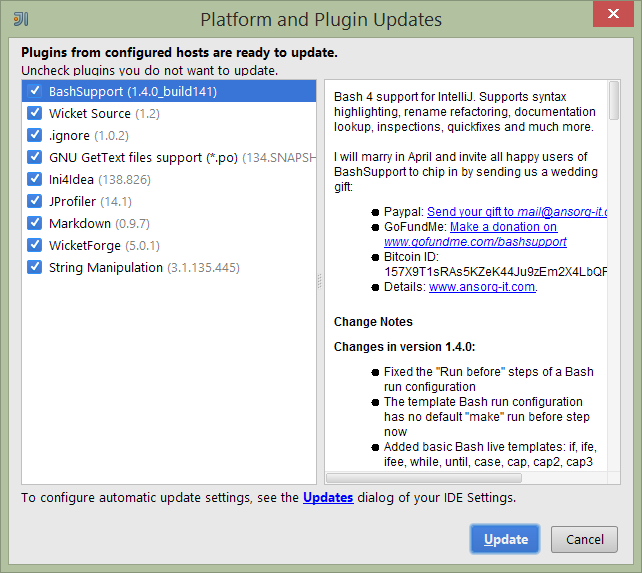 Platform and Plugin Updates
Plugins from configured hosts are ready to update.
Uncheck plugins you do not want to update.
BashSupport (1.4.0_build141)
Wicket Source (1.2)
.ignore (1.0.2)
GNU GetText files support (*.po) (134.SNAPSH
Ini4Idea (138.826)
JProfiler (14.1)
Markdown (0.9.7)
WicketForge (5.0.1)
String Manipulation (3.1.135.445)
Bash 4 support for IntelliJ. Supports syntax
highlighting, rename refactoring, documentation
lookup, inspections, quickfixes and much more.
I will marry in April and invite all happy users of
BashSupport to chip in by sending us a wedding
gift:
Paypal: Send your gift to mail@ansorg-it.c
GoFundMe: Make a donation on
www.gofundme.com/bashsupport
Bitcoin ID:
157X9T1sRAs5KZeK44Ju9zEm2X4LbQF
Details: www.ansorg-it.com.
Change Notes
Changes in version 1.4.0:
Fixed the "Run before" steps of a Bash
run configuration
The template Bash run configuration
has no default "make" run before step
now
Added basic Bash live templates: if, ife,
ifee, while, until, case, cap, cap2, cap3
To configure automatic update settings, see the Updates dialog of your IDE Settings.
Update Cancel